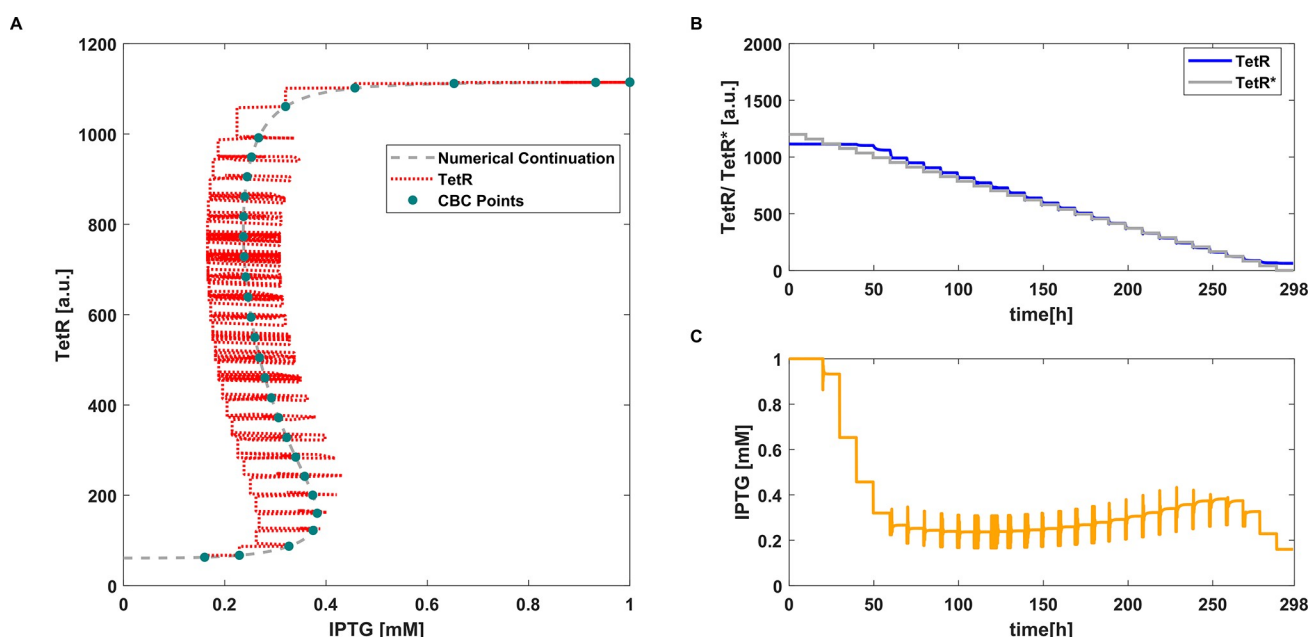 A
1200
1000
800
600
400
200
0
TetR [a.u.]
0
0.2
0.4
0.6
0.8
1
IPTG [mM]
Numerical Continuation
TetR
CBC Points
B
2000
1500
1000
500
0
TetR/ TetR* [a.u.]
TetR
TetR*
0
50
100
150
200
250
298
time[h]
C
1
0.8
0.6
0.4
0.2
0
IPTG [mM]
0
50
100
150
200
250
298
time[h]